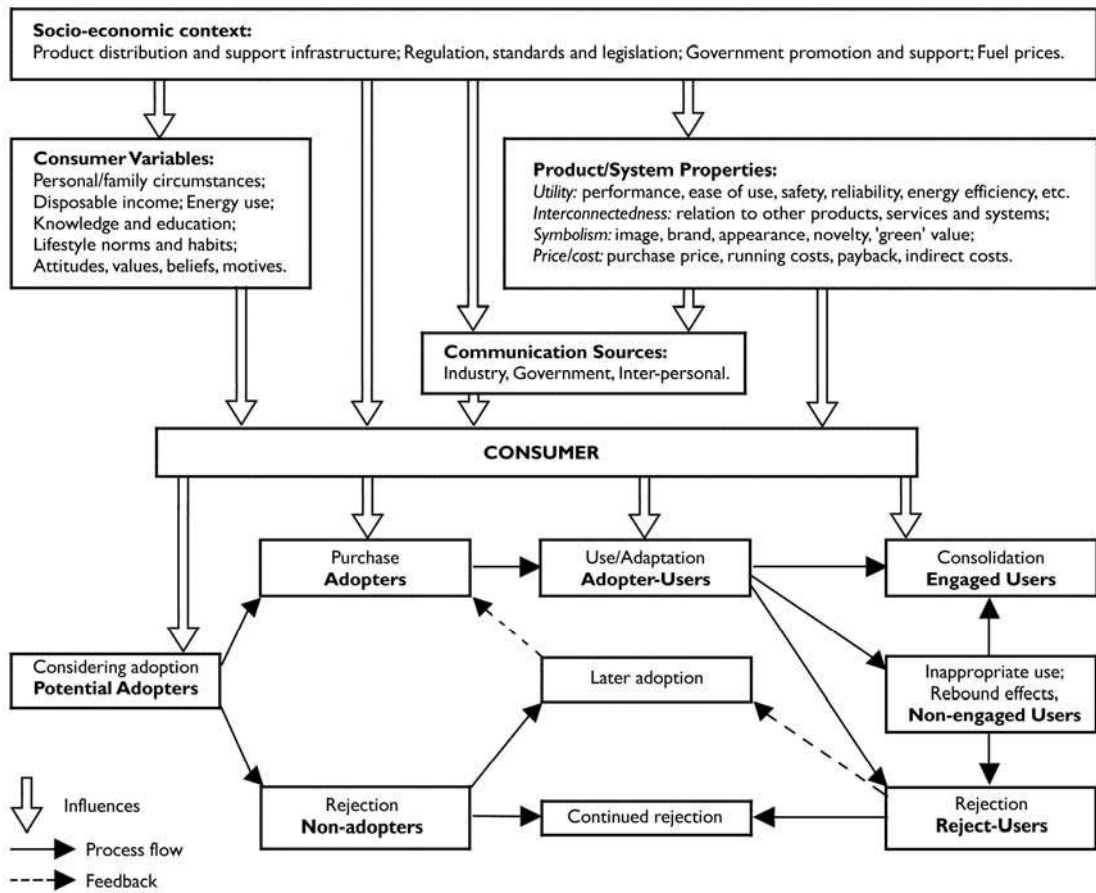 Socio-economic context:
Product distribution and support infrastructure; Regulation, standards and legislation; Government promotion and support; Fuel prices.
Consumer Variables:
Personal/family circumstances;
Disposable income; Energy use;
Knowledge and education;
Lifestyle norms and habits;
Attitudes, values, beliefs, motives.
Product/System Properties:
Utility: performance, ease of use, safety, reliability, energy efficiency, etc.
Interconnectedness: relation to other products, services and systems;
Symbolism: image, brand, appearance, novelty, 'green' value;
Price/cost: purchase price, running costs, payback, indirect costs.
Communication Sources:
Industry, Government, Inter-personal.
CONSUMER
Purchase
Adopters
Use/Adaptation
Adopter-Users
Consolidation
Engaged Users
Considering adoption
Potential Adopters
Later adoption
Inappropriate use;
Rebound effects,
Non-engaged Users
Rejection
Non-adopters
Continued rejection
Rejection
Reject-Users
Influences
Process flow
Feedback